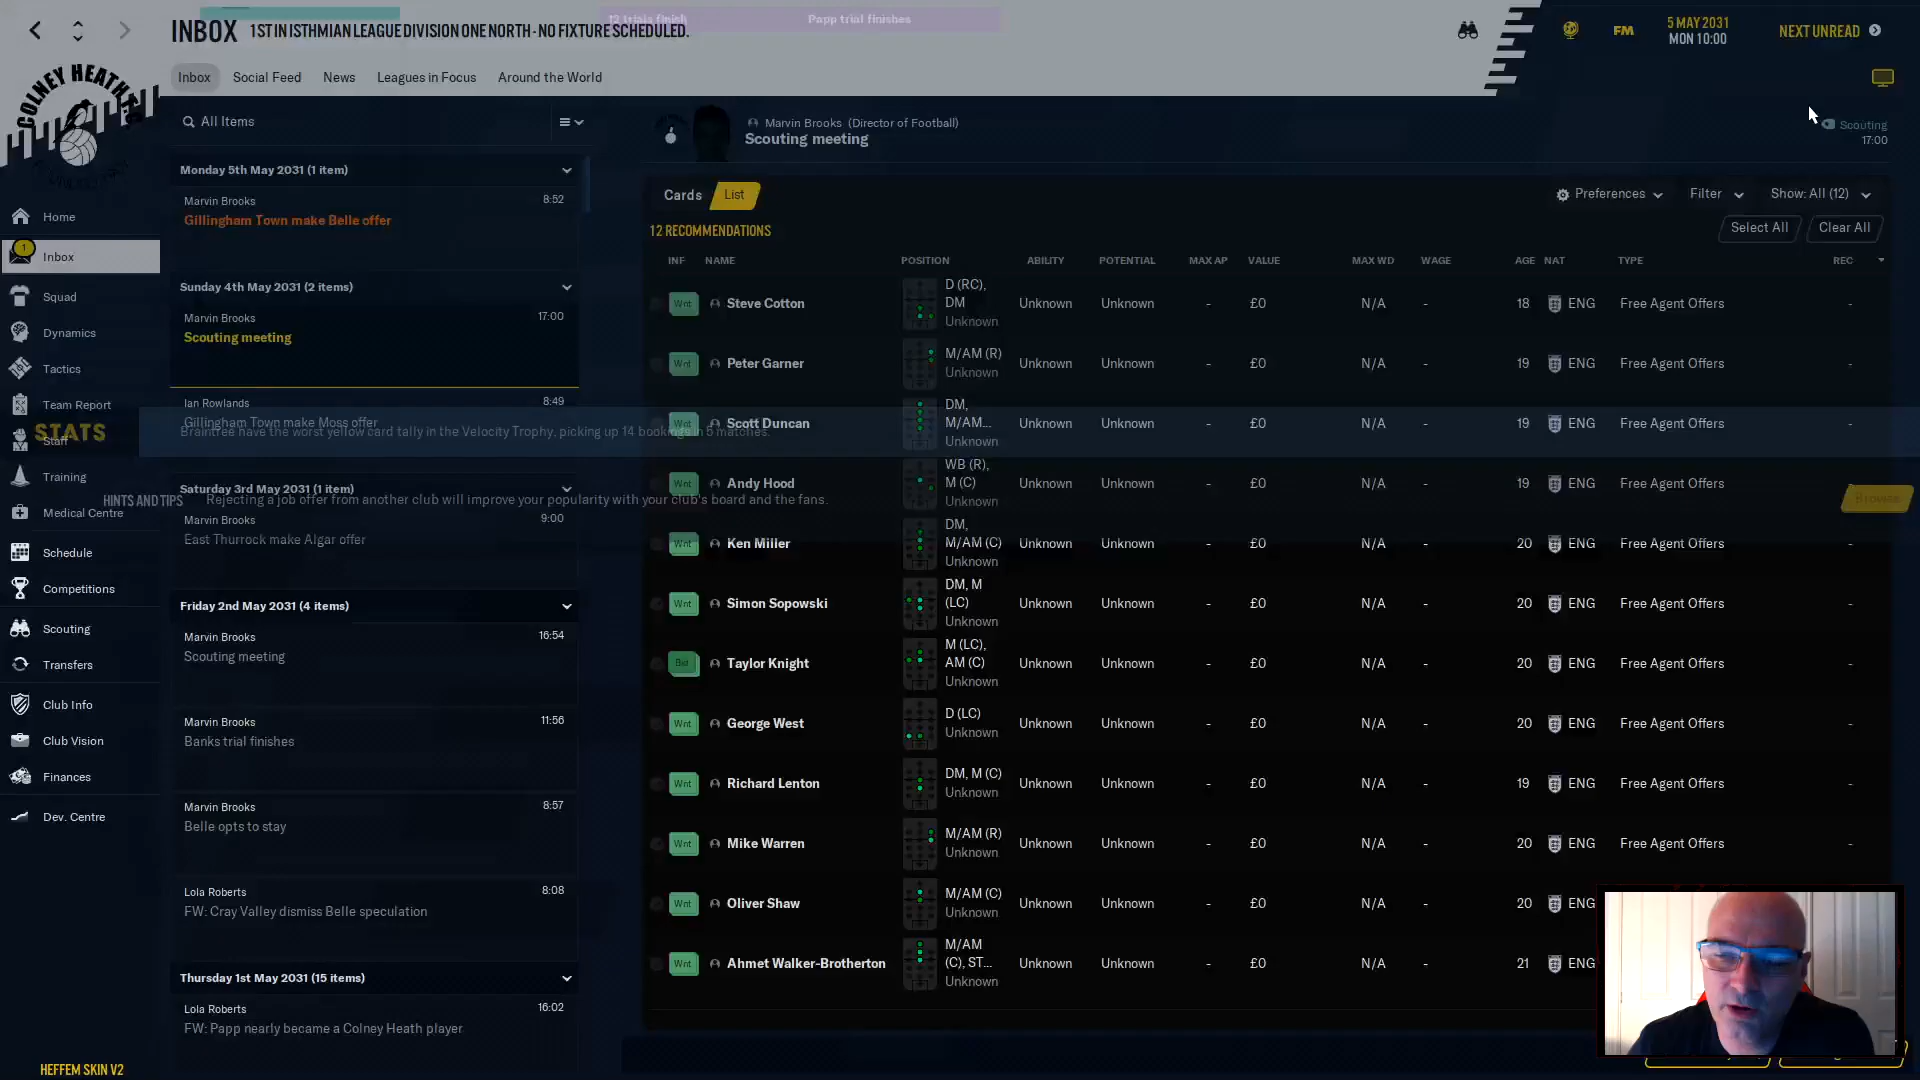 12 trials finish
Papp trial finishes
INBOX
1ST IN ISTHMIAN LEAGUE DIVISION ONE NORTH - NO FIXTURE SCHEDULED.
FM
5 MAY 2031
MON 10:00
NEXT UNREAD
Inbox
Social Feed
News
Leagues in Focus
Around the World
COLNEY HEATH
All Items
Marvin Brooks (Director of Football)
Scouting meeting
Scouting
17:00
Home
1
Inbox
Squad
Dynamics
Tactics
Team Report
Staff
Training
Medical Centre
Schedule
Competitions
Scouting
Transfers
Club Info
Club Vision
Finances
Dev. Centre
HEFFEM SKIN V2
Monday 5th May 2031 (1 item)
Marvin Brooks
8:52
Gillingham Town make Belle offer
Sunday 4th May 2031 (2 items)
Marvin Brooks
17:00
Scouting meeting
Ian Rowlands
8:49
Gillingham Town make Moss offer
STATS
Braintree have the worst yellow card tally in the Velocity Trophy, picking up 14 bookings in 5 matches.
Saturday 3rd May 2031 (1 item)
HINTS AND TIPS
Rejecting a job offer from another club will improve your popularity with your club's board and the fans.
Browse
Marvin Brooks
9:00
East Thurrock make Algar offer
Friday 2nd May 2031 (4 items)
Marvin Brooks
16:54
Scouting meeting
Marvin Brooks
11:56
Banks trial finishes
Marvin Brooks
8:57
Belle opts to stay
Lola Roberts
8:08
FW: Cray Valley dismiss Belle speculation
Thursday 1st May 2031 (15 items)
Lola Roberts
16:02
FW: Papp nearly became a Colney Heath player
Cards
List
Preferences
Filter
Show: All (12)
12 RECOMMENDATIONS
Select All
Clear All
INF NAME POSITION ABILITY POTENTIAL MAX AP VALUE MAX WD WAGE AGE NAT TYPE REC
Wnt Steve Cotton D (RC), DM Unknown Unknown Unknown - £0 N/A - 18 ENG Free Agent Offers -
Wnt Peter Garner M/AM (R) Unknown Unknown Unknown - £0 N/A - 19 ENG Free Agent Offers -
Wnt Scott Duncan DM, M/AM... Unknown Unknown Unknown - £0 N/A - 19 ENG Free Agent Offers -
Wnt Andy Hood WB (R), M (C) Unknown Unknown Unknown - £0 N/A - 19 ENG Free Agent Offers -
Wnt Ken Miller DM, M/AM (C) Unknown Unknown Unknown - £0 N/A - 20 ENG Free Agent Offers -
Wnt Simon Sopowski DM, M (LC) Unknown Unknown Unknown - £0 N/A - 20 ENG Free Agent Offers -
Bid Taylor Knight M (LC), AM (C) Unknown Unknown Unknown - £0 N/A - 20 ENG Free Agent Offers -
Wnt George West D (LC) Unknown Unknown Unknown - £0 N/A - 20 ENG Free Agent Offers -
Wnt Richard Lenton DM, M (C) Unknown Unknown Unknown - £0 N/A - 19 ENG Free Agent Offers -
Wnt Mike Warren M/AM (R) Unknown Unknown Unknown - £0 N/A - 20 ENG Free Agent Offers -
Wnt Oliver Shaw M/AM (C) Unknown Unknown Unknown - £0 N/A - 20 ENG
Wnt Ahmet Walker-Brotherton M/AM (C), ST... Unknown Unknown Unknown - £0 N/A - 21 ENG